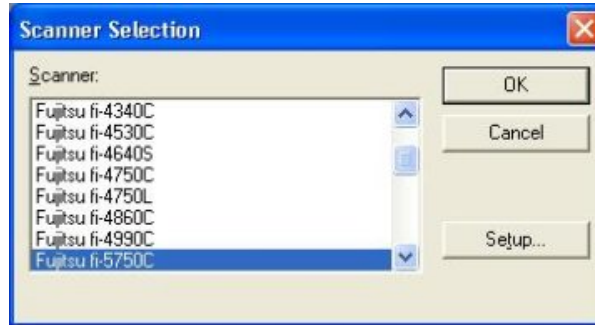 Scanner Selection
Scanner:
Fujitsu fi-4340C
Fujitsu fi-4530C
Fujitsu fi-4640S
Fujitsu fi-4750C
Fujitsu fi-4750L
Fujitsu fi-4860C
Fujitsu fi-4990C
Fujitsu fi-5750C
OK
Cancel
Setup...